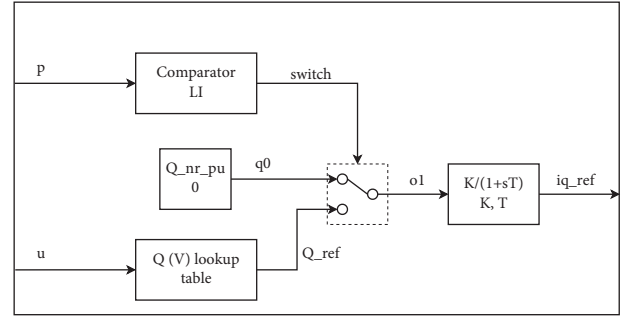 p
Comparator
LI
switch
Q_nr_pu
0
q0
o1
K/(1+sT)
K, T
iq_ref
u
Q (V) lookup
table
Q_ref